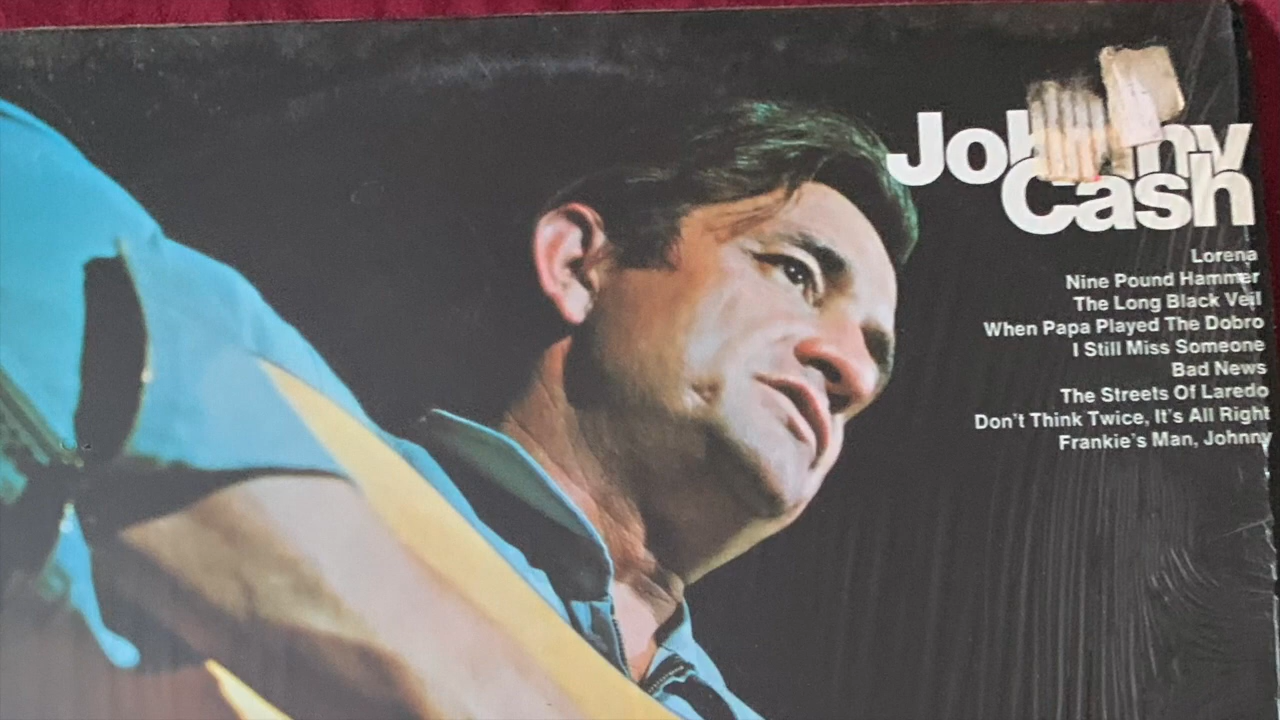 Johnny
Cash
Lorena
Nine Pound Hammer
The Long Black Veil
When Papa Played The Dobro
I Still Miss Someone
Bad News
The Streets Of Laredo
Don't Think Twice, It's All Right
Frankie's Man, Johnny